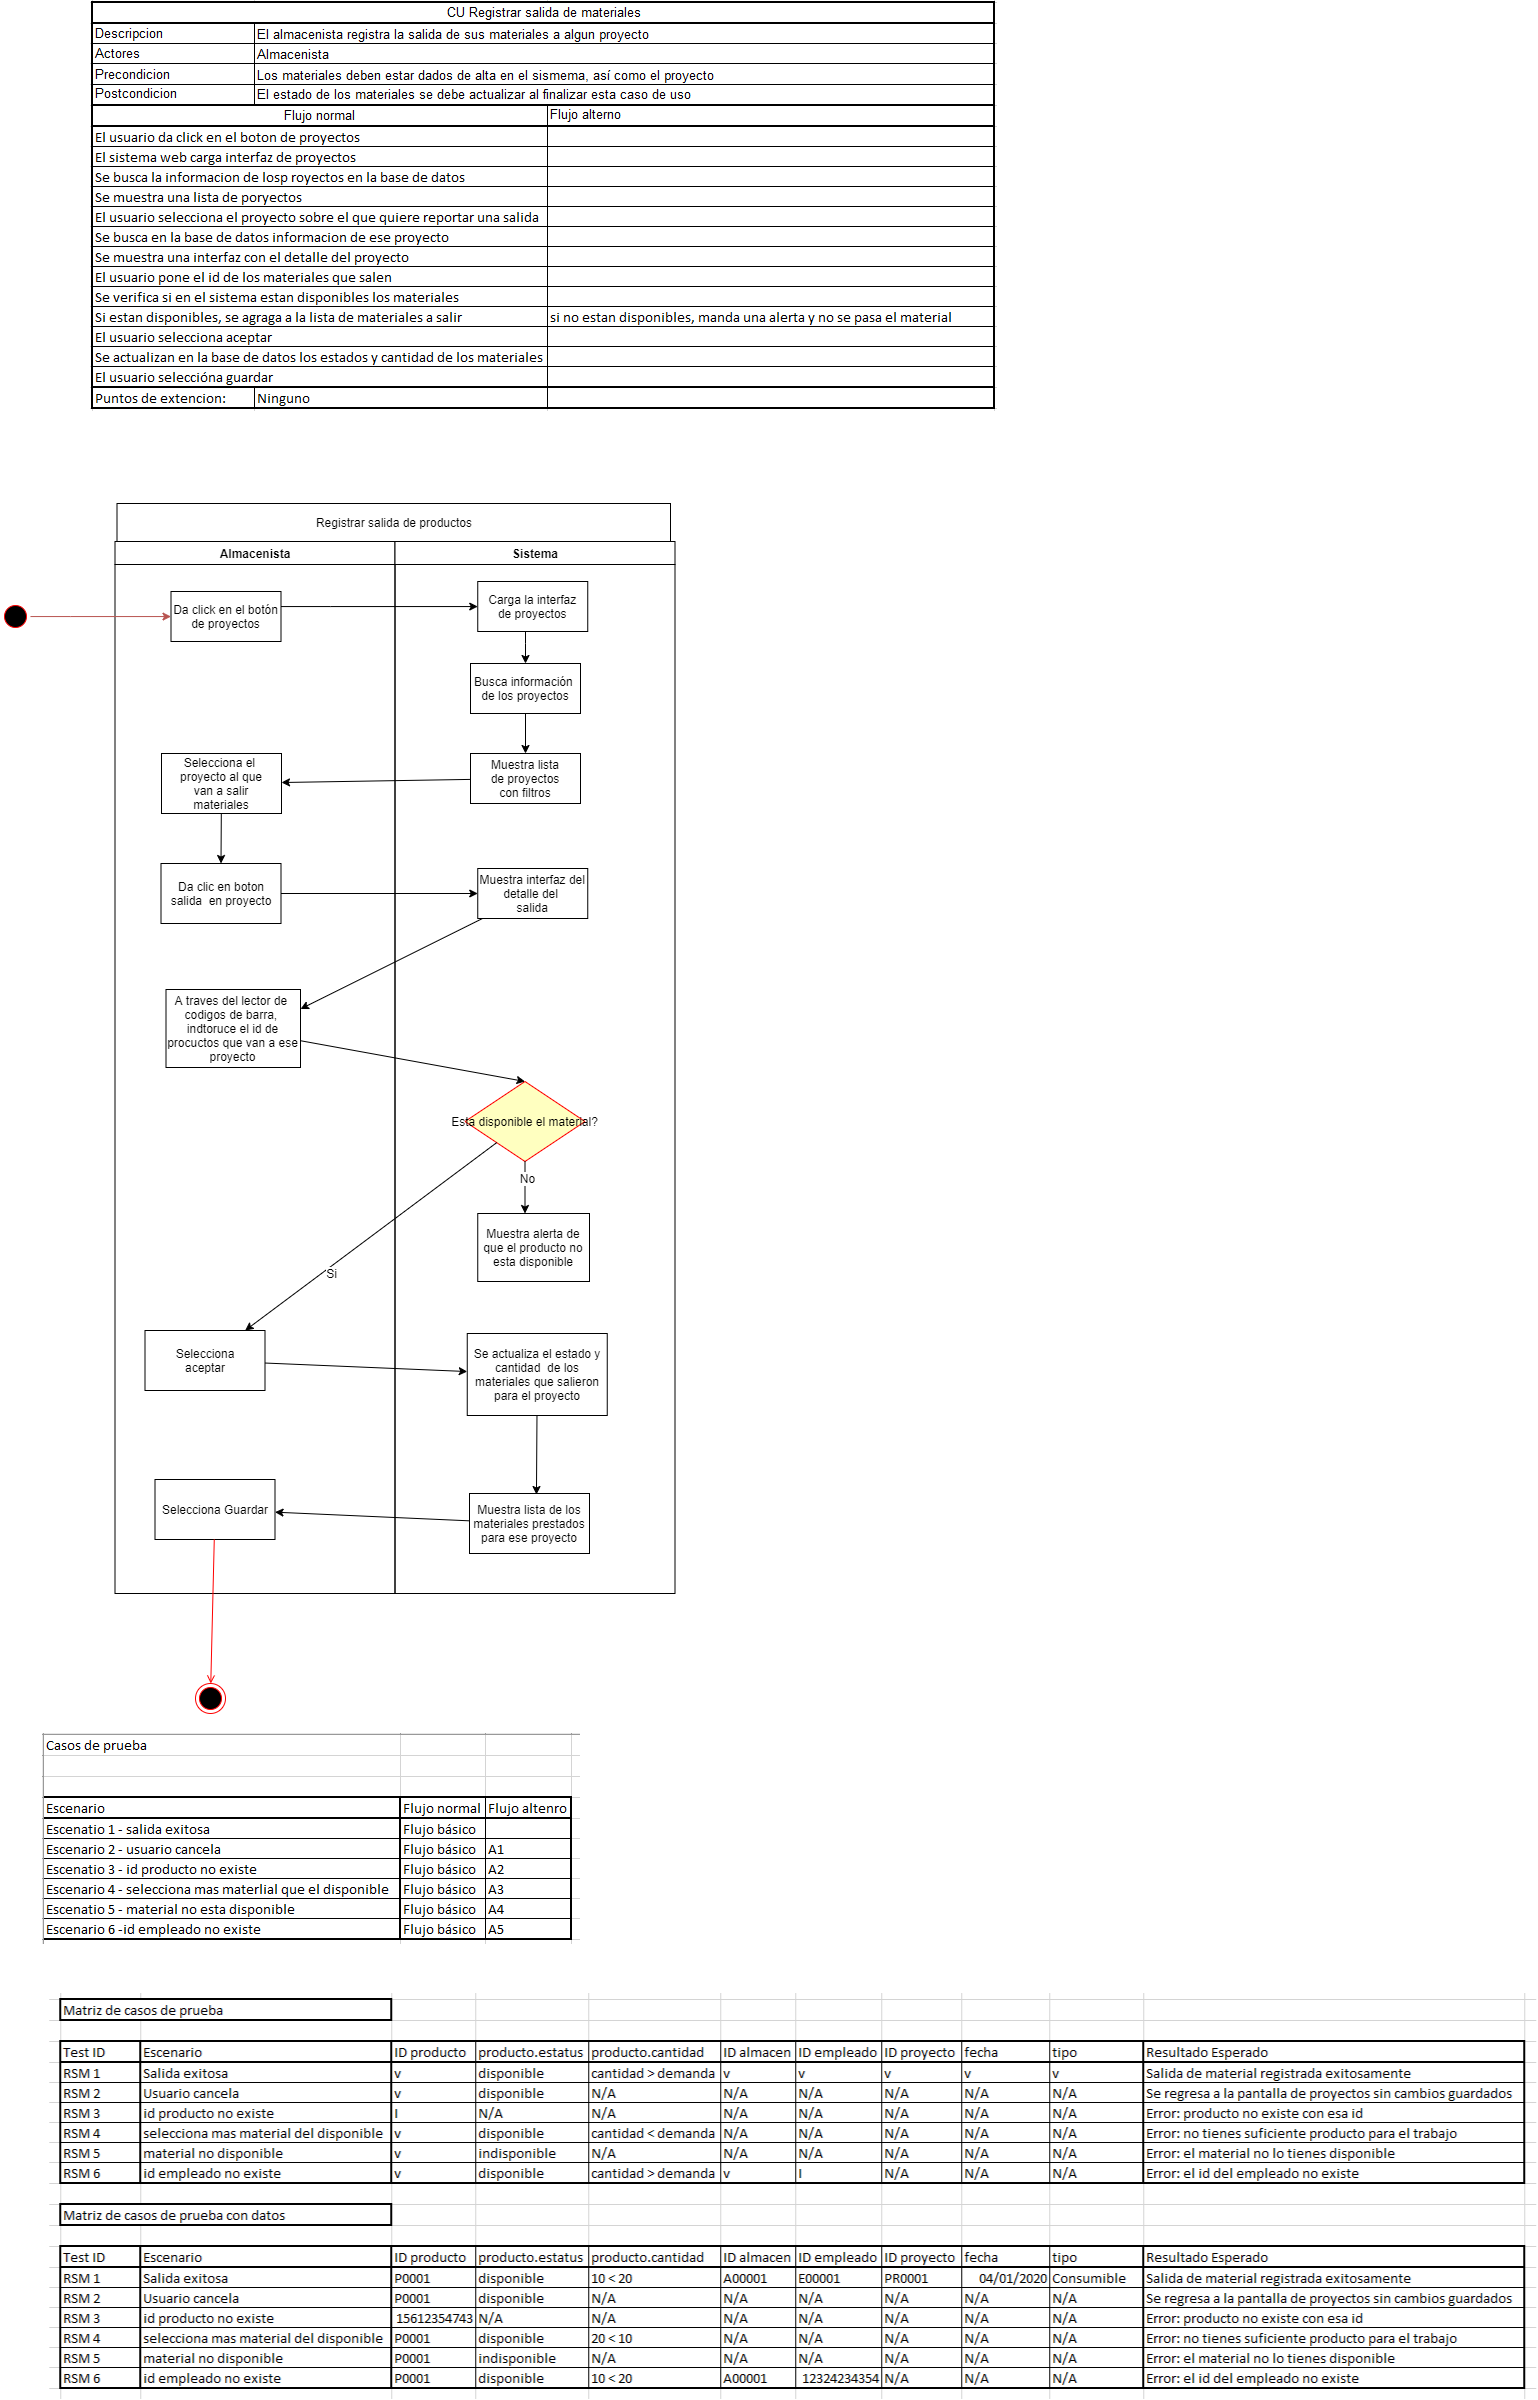 CU Registrar salida de materiales
Descripcion El almacenista registra la salida de sus materiales a algun proyecto
Actores Almacenista
Precondicion Los materiales deben estar dados de alta en el sismema, así como el proyecto
Postcondicion El estado de los materiales se debe actualizar al finalizar esta caso de uso
Flujo normal Flujo alterno
El usuario da click en el boton de proyectos
El sistema web carga interfaz de proyectos
Se busca la informacion de losp royectos en la base de datos
Se muestra una lista de poryectos
El usuario selecciona el proyecto sobre el que quiere reportar una salida
Se busca en la base de datos informacion de ese proyecto
Se muestra una interfaz con el detalle del proyecto
El usuario pone el id de los materiales que salen
Se verifica si en el sistema estan disponibles los materiales
Si estan disponibles, se agraga a la lista de materiales a salir si no estan disponibles, manda una alerta y no se pasa el material
El usuario selecciona aceptar
Se actualizan en la base de datos los estados y cantidad de los materiales
El usuario seleccióna guardar
Puntos de extencion: Ninguno
Registrar salida de productos
Almacenista Sistema
Da click en el botón
de proyectos
Carga la interfaz
de proyectos
Busca información
de los proyectos
Muestra lista
de proyectos
con filtros
Selecciona el
proyecto al que
van a salir
materiales
Da clic en boton
salida en proyecto
Muestra interfaz del
detalle del
salida
A traves del lector de
codigos de barra,
indtoruce el id de
procuctos que van a ese
proyecto
Está disponible el material?
No
Muestra alerta de
que el producto no
esta disponible
Si
Selecciona
aceptar
Se actualiza el estado y
cantidad de los
materiales que salieron
para el proyecto
Muestra lista de los
materiales prestados
para ese proyecto
Selecciona Guardar
Casos de prueba
Escenario Flujo normal Flujo altenro
Escenatio 1 - salida exitosa Flujo básico
Escenario 2 - usuario cancela Flujo básico A1
Escenatio 3 - id producto no existe Flujo básico A2
Escenario 4 - selecciona mas materlial que el disponible Flujo básico A3
Escenatio 5 - material no esta disponible Flujo básico A4
Escenario 6 -id empleado no existe Flujo básico A5
Matriz de casos de prueba
Test ID Escenario ID producto producto.estatus producto.cantidad ID almacen ID empleado ID proyecto fecha tipo Resultado Esperado
RSM 1 Salida exitosa v disponible cantidad > demanda v v v v v Salida de material registrada exitosamente
RSM 2 Usuario cancela v disponible N/A N/A N/A N/A N/A N/A Se regresa a la pantalla de proyectos sin cambios guardados
RSM 3 id producto no existe I N/A N/A N/A N/A N/A N/A N/A Error: producto no existe con esa id
RSM 4 selecciona mas material del disponible v disponible cantidad < demanda N/A N/A N/A N/A N/A Error: no tienes suficiente producto para el trabajo
RSM 5 material no disponible v indisponible N/A N/A N/A N/A N/A N/A Error: el material no lo tienes disponible
RSM 6 id empleado no existe v disponible cantidad > demanda v I N/A N/A N/A Error: el id del empleado no existe
Matriz de casos de prueba con datos
Test ID Escenario ID producto producto.estatus producto.cantidad ID almacen ID empleado ID proyecto fecha tipo Resultado Esperado
RSM 1 Salida exitosa P0001 disponible 10 < 20 A00001 E00001 PR0001 04/01/2020 Consumible Salida de material registrada exitosamente
RSM 2 Usuario cancela P0001 disponible N/A N/A N/A N/A N/A N/A Se regresa a la pantalla de proyectos sin cambios guardados
RSM 3 id producto no existe 15612354743 N/A N/A N/A N/A N/A N/A N/A Error: producto no existe con esa id
RSM 4 selecciona mas material del disponible P0001 disponible 20 < 10 N/A N/A N/A N/A N/A Error: no tienes suficiente producto para el trabajo
RSM 5 material no disponible P0001 indisponible N/A N/A N/A N/A N/A N/A Error: el material no lo tienes disponible
RSM 6 id empleado no existe P0001 disponible 10 < 20 A00001 12324234354 N/A N/A N/A Error: el id del empleado no existe